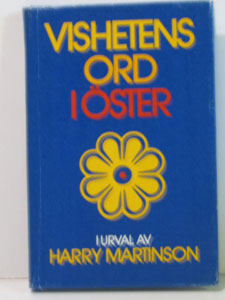 VISHETENS
ORD
I ÖSTER
I URVAL AV
HARRY MARTINSON